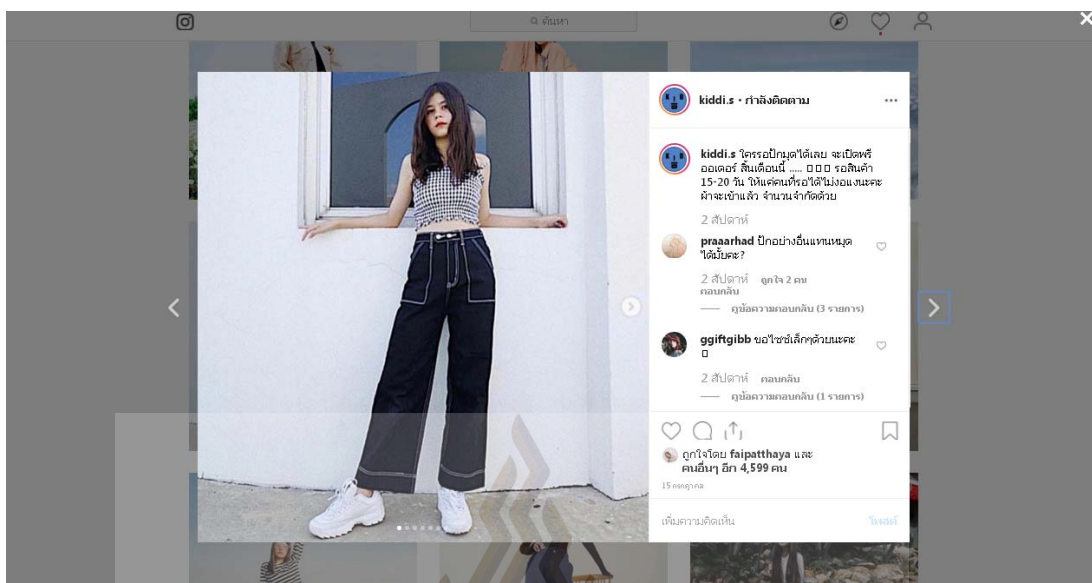 ค้นหา
kiddi.s • กำลังติดตาม
kiddi.s ใครรอปักมุดได้เลย จะเปิดพรี
ออเดอร์ สิ้นเดือนนี้ ..... รอสินค้า
15-20 วัน ให้แค่คนที่รอได้ไม่งอแงนะคะ
ผ้าจะเข้าแล้ว จำนวนจำกัดด้วย
2 สัปดาห์
praaarhad ปักอย่างอื่นแทนหมุด
ได้มั้ยคะ?
2 สัปดาห์ ถูกใจ 2 คน
ตอบกลับ
ดูข้อความตอบกลับ (3 รายการ)
ggiftgibb ขอไซซ์เล็กๆด้วยนะคะ
2 สัปดาห์ ตอบกลับ
ดูข้อความตอบกลับ (1 รายการ)
ถูกใจโดย faipatthaya และ
คนอื่นๆ อีก 4,599 คน
15 กรกฎาคม
เพิ่มความคิดเห็น
โพสต์